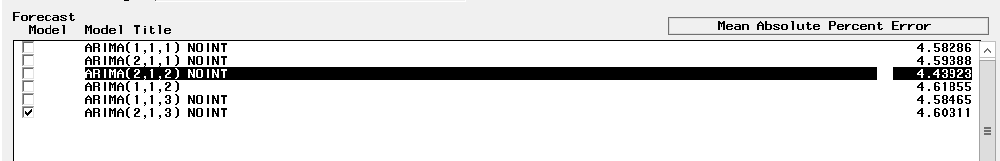 Forecast
Model Model Title Mean Absolute Percent Error
ARIMA(1,1,1) NOINT 4.58286
ARIMA(2,1,1) NOINT 4.59388
ARIMA(2,1,2) NOINT 4.43923
ARIMA(1,1,2) 4.61855
ARIMA(1,1,3) NOINT 4.58465
ARIMA(2,1,3) NOINT 4.60311